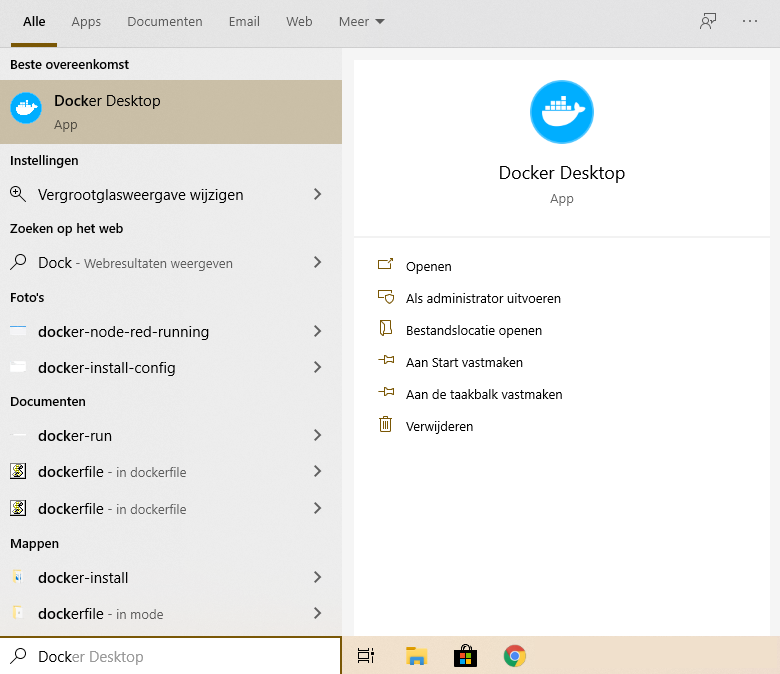 Alle Apps Documenten Email Web Meer
Beste overeenkomst
Docker Desktop
App
Instellingen
Vergrootglasweergave wijzigen
Zoeken op het web
Dock - Webresultaten weergeven
Foto's
docker-node-red-running
docker-install-config
Documenten
docker-run
dockerfile - in dockerfile
dockerfile - in dockerfile
Mappen
docker-install
dockerfile - in mode
Docker Desktop
Docker Desktop
App
Openen
Als administrator uitvoeren
Bestandslocatie openen
Aan Start vastmaken
Aan de taakbalk vastmaken
Verwijderen